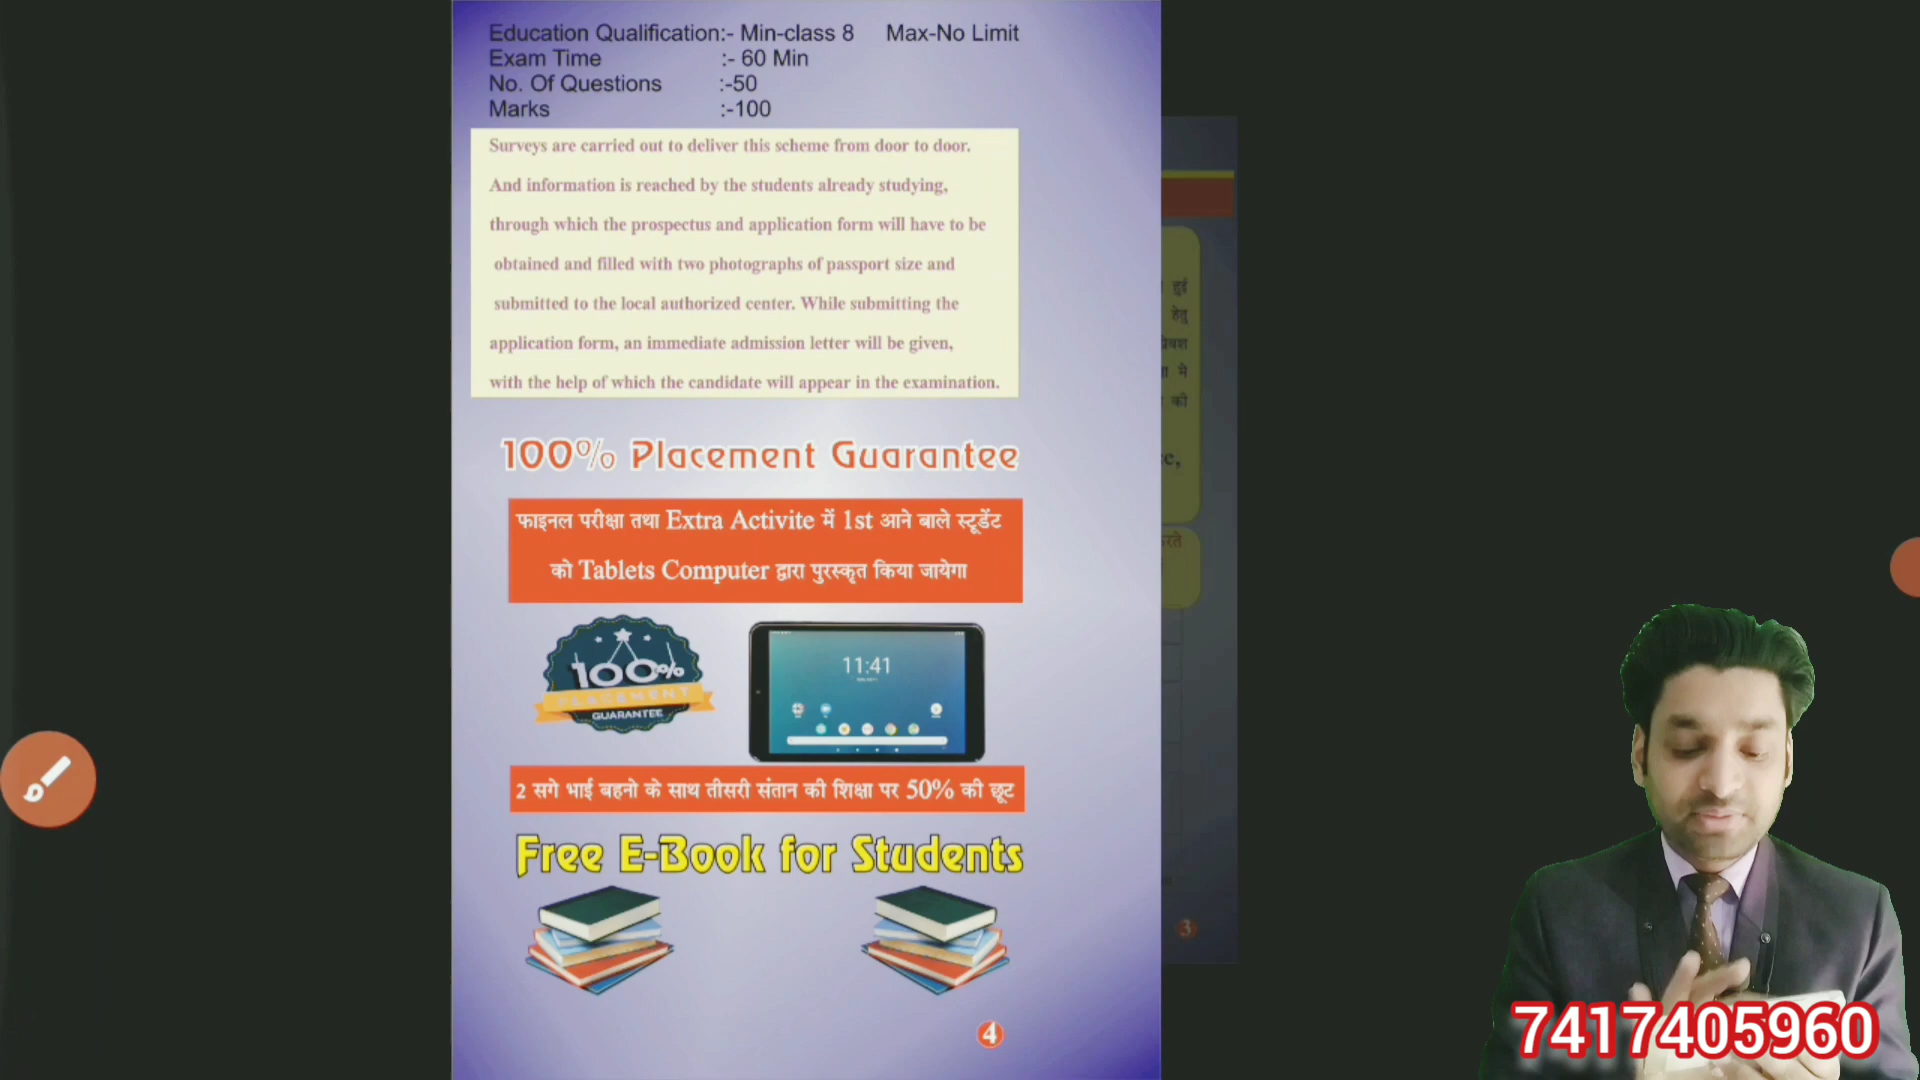 Education Qualification:- Min-class 8 Max-No Limit
Exam Time :- 60 Min
No. Of Questions :-50
Marks :-100
Surveys are carried out to deliver this scheme from door to door.
And information is reached by the students already studying,
through which the prospectus and application form will have to be
obtained and filled with two photographs of passport size and
submitted to the local authorized center. While submitting the
application form, an immediate admission letter will be given,
with the help of which the candidate will appear in the examination.
100% Placement Guarantee
फाइनल परीक्षा तथा Extra Activite में 1st आने बाले स्टूडेंट
को Tablets Computer द्वारा पुरस्कृत किया जायेगा
100%
PLACEMENT
GUARANTEE
11:41
2 सगे भाई बहनो के साथ तीसरी संतान की शिक्षा पर 50% की छूट
Free E-Book for Students
4
हेतु
में
की
3
7417405960